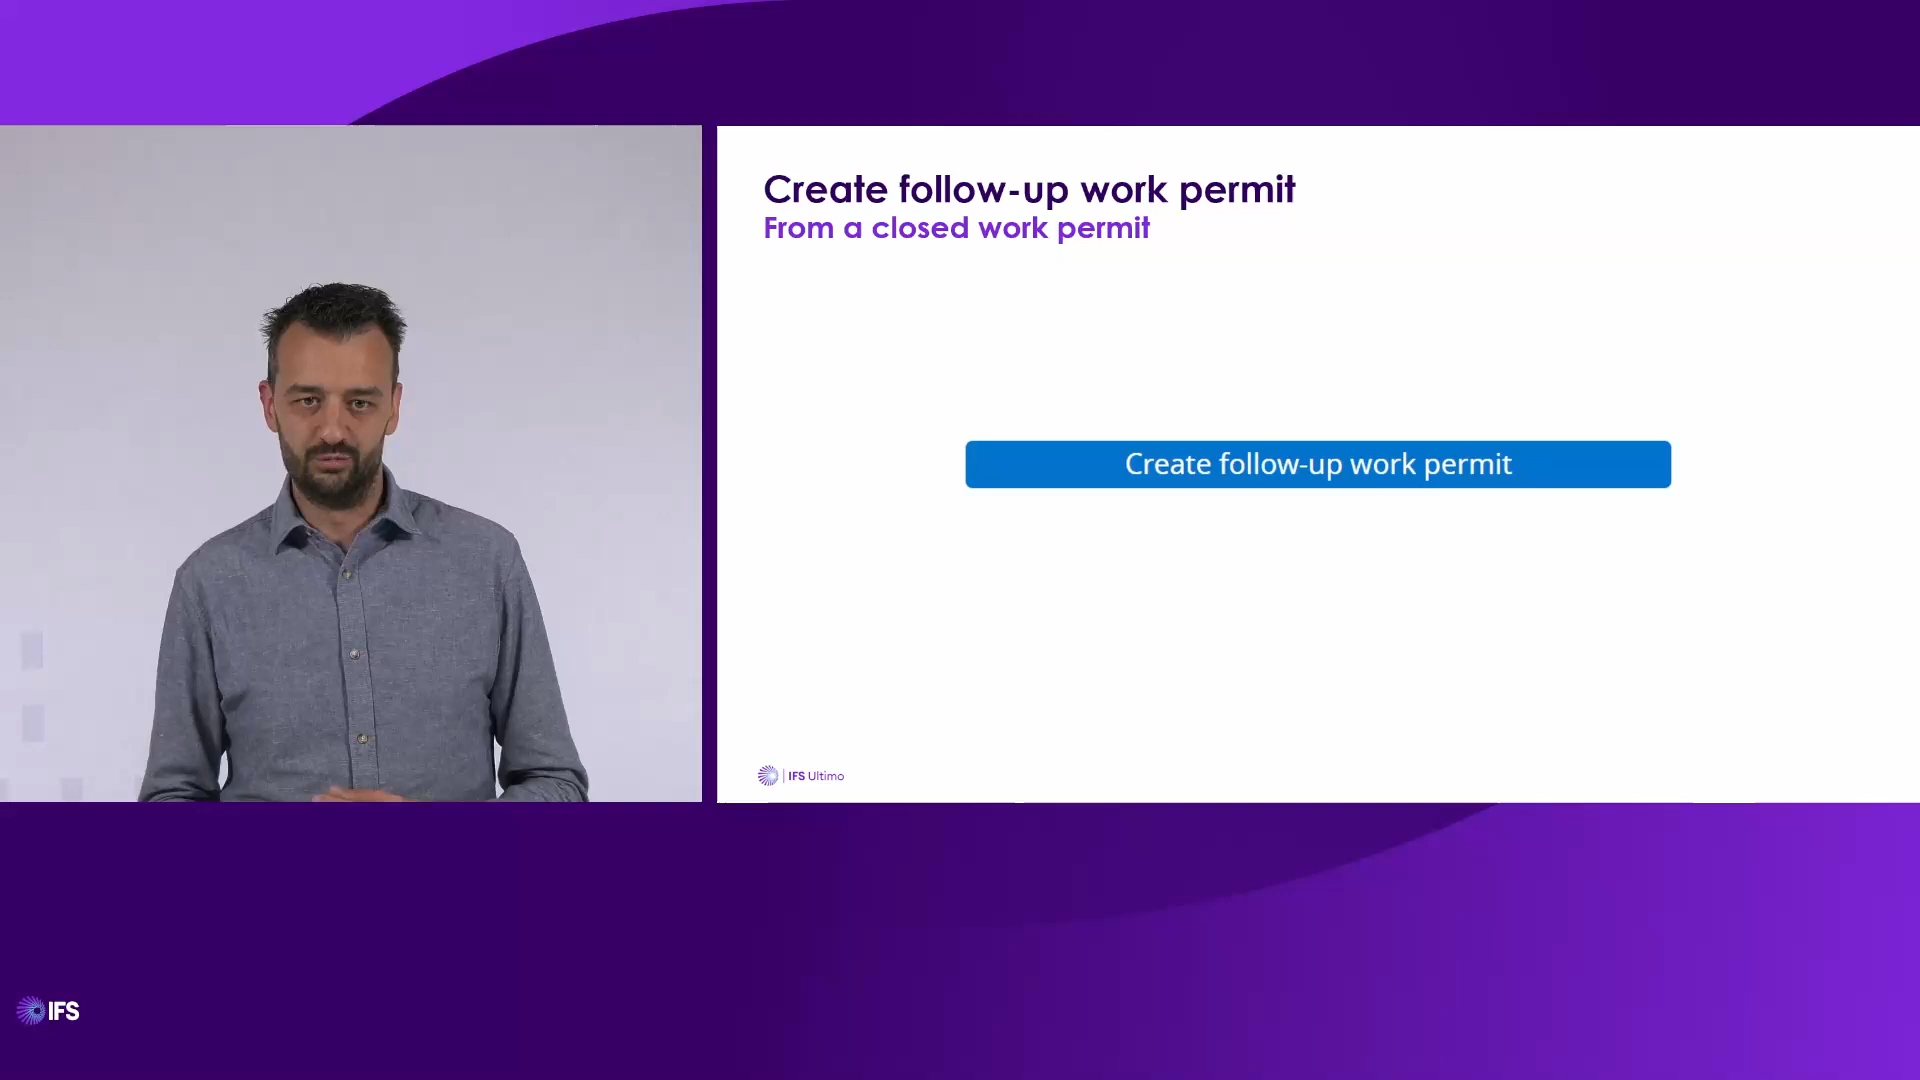 Create follow-up work permit
From a closed work permit
Create follow-up work permit
IFS Ultimo
IFS